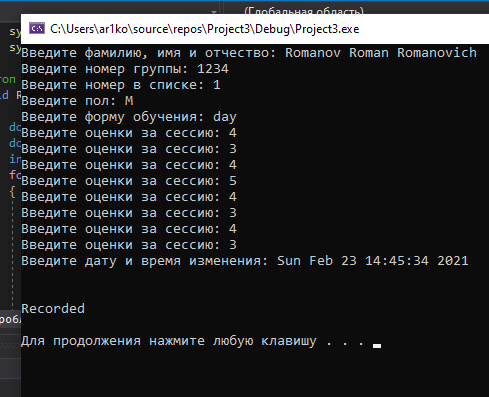 (Глобальная область)
C:\Users\ar1ko\source\repos\Project3\Debug\Project3.exe
Введите фамилию, имя и отчество: Romanov Roman Romanovich
Введите номер группы: 1234
Введите номер в списке: 1
Введите пол: M
Введите форму обучения: day
Введите оценки за сессию: 4
Введите оценки за сессию: 3
Введите оценки за сессию: 4
Введите оценки за сессию: 5
Введите оценки за сессию: 4
Введите оценки за сессию: 3
Введите оценки за сессию: 4
Введите оценки за сессию: 3
Введите дату и время изменения: Sun Feb 23 14:45:34 2021
Recorded
Для продолжения нажмите любую клавишу . . .